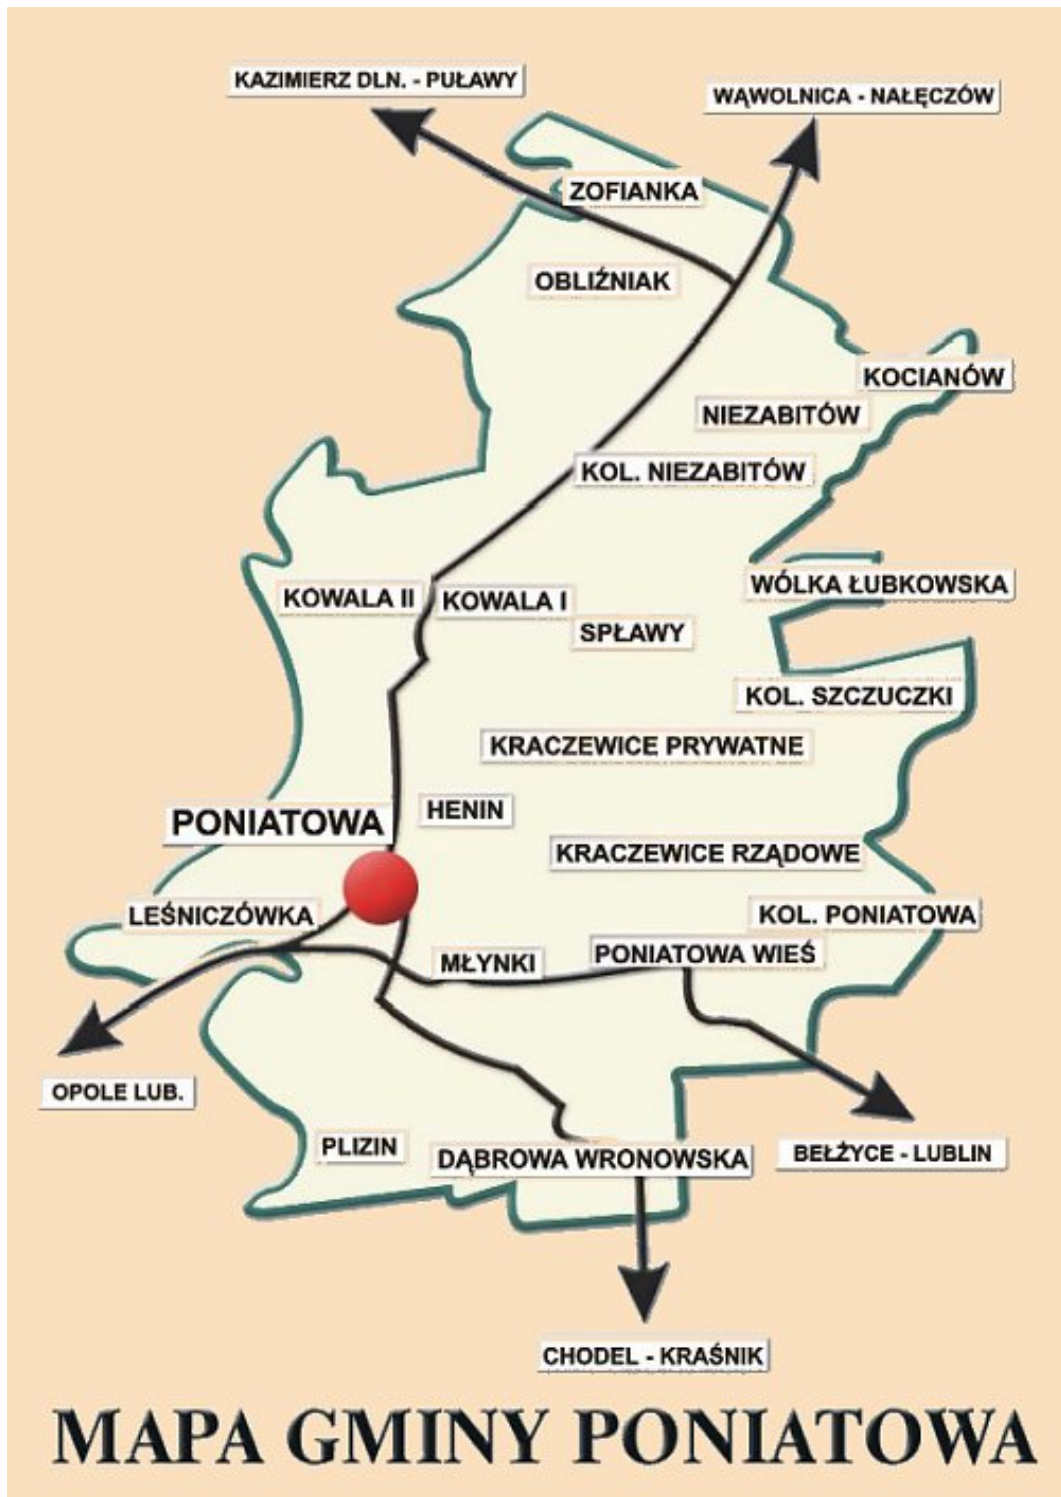 KAZIMIERZ DLN. - PUŁAWY
WĄWOLNICA - NAŁĘCZÓW
ZOFIANKA
OBLIŹNIAK
KOCIANÓW
NIEZABITÓW
KOL. NIEZABITÓW
WÓLKA ŁUBKOWSKA
KOWALA II
KOWALA I
SPŁAWY
KOL. SZCZUCZKI
KRACZEWICE PRYWATNE
HENIN
PONIATOWA
KRACZEWICE RZĄDOWE
LEŚNICZÓWKA
KOL. PONIATOWA
PONIATOWA WIEŚ
MŁYNKI
OPOLE LUB.
PLIZIN
DĄBROWA WRONOWSKA
BEŁŻYCE - LUBLIN
CHODEL - KRAŚNIK
MAPA GMINY PONIATOWA